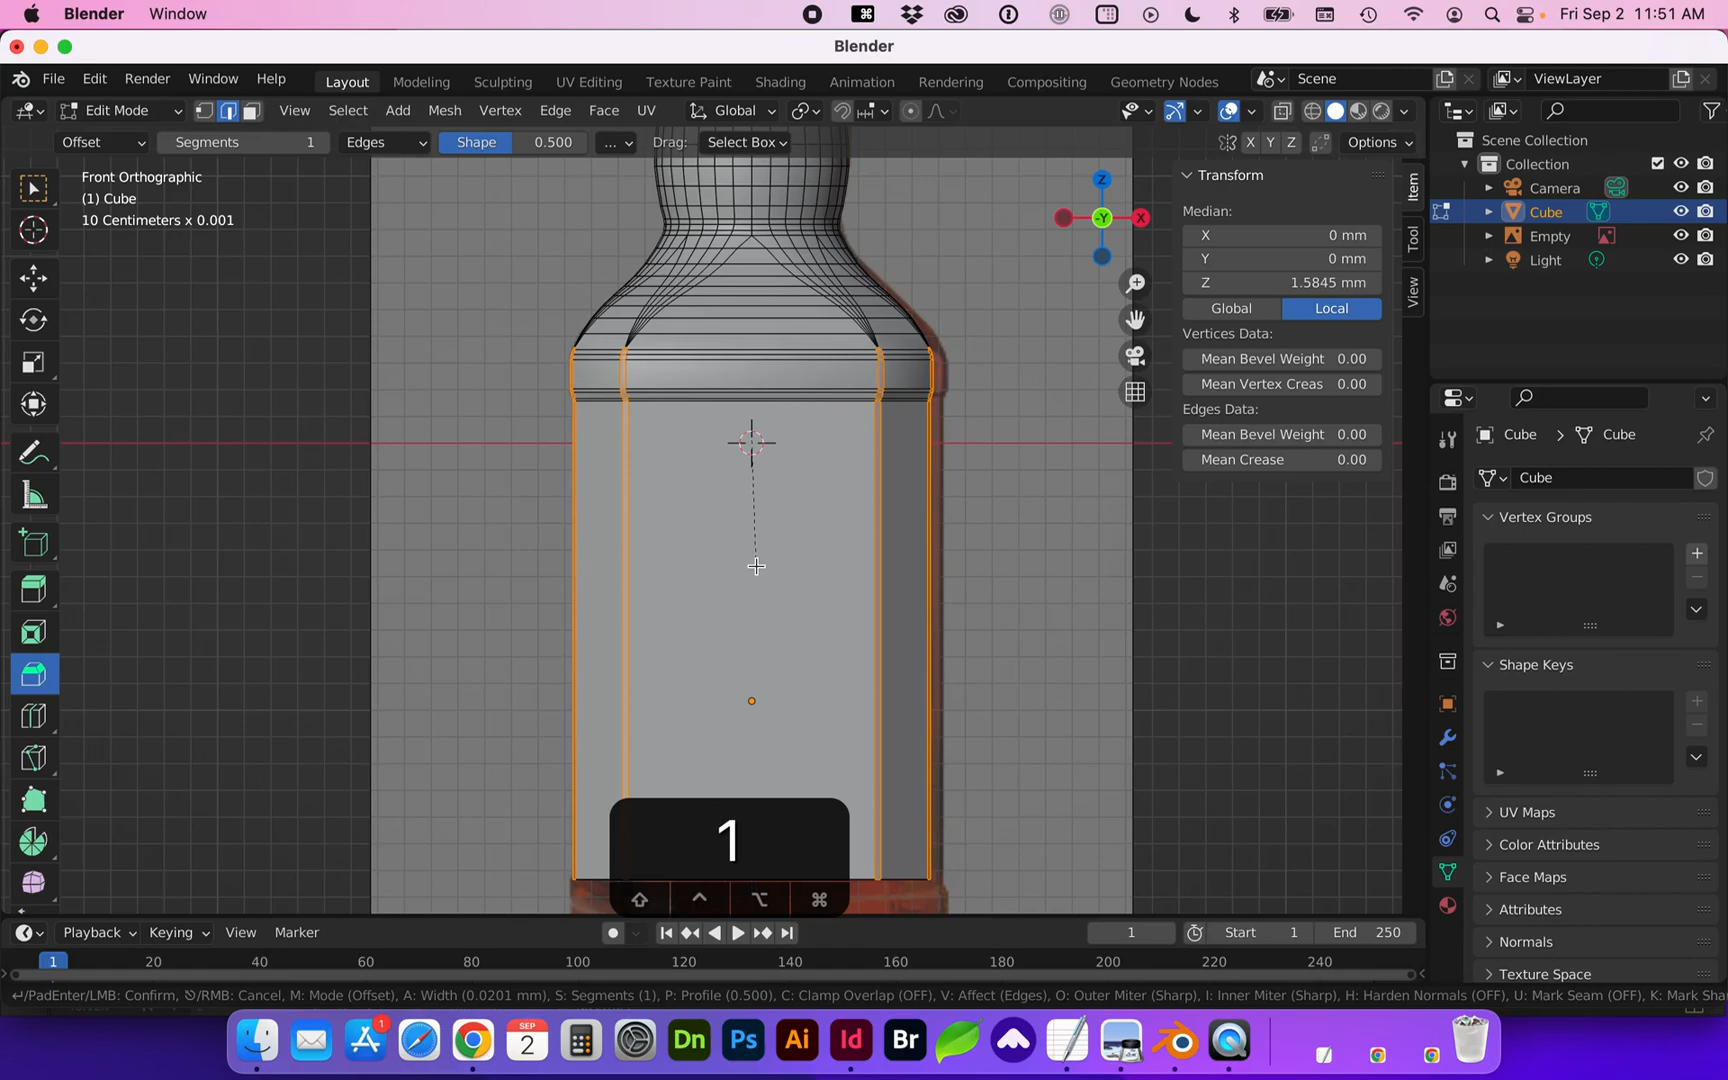 Blender Window Fri Sep 2 11:51 AM
Blender
File Edit Render Window Help Layout Modeling Sculpting UV Editing Texture Paint Shading Animation Rendering Compositing Geometry Nodes Scene ViewLayer
Edit Mode View Select Add Mesh Vertex Edge Face UV Global
Offset Segments 1 Edges Shape 0.500 ... Drag: Select Box X Y Z Options
Front Orthographic
(1) Cube
10 Centimeters x 0.001
Z
-Y
X
Transform
Median:
X 0 mm
Y 0 mm
Z 1.5845 mm
Global Local
Vertices Data:
Mean Bevel Weight 0.00
Mean Vertex Creas 0.00
Edges Data:
Mean Bevel Weight 0.00
Mean Crease 0.00
Item
Tool
View
Scene Collection
Collection
Camera
Cube
Empty
Light
Cube > Cube
Cube
Vertex Groups
Shape Keys
UV Maps
Color Attributes
Face Maps
Attributes
Normals
Texture Space
1
Playback Keying View Marker 1 Start 1 End 250
1 20 40 60 80 100 120 140 160 180 200 220 240
/PadEnter/LMB: Confirm, /RMB: Cancel, M: Mode (Offset), A: Width (0.0201 mm), S: Segments (1), P: Profile (0.500), C: Clamp Overlap (OFF), V: Affect (Edges), O: Outer Miter (Sharp), I: Inner Miter (Sharp), H: Harden Normals (OFF), U: Mark Seam (OFF), K: Mark Sha
1
SEP
2
Dn Ps Ai Id Br